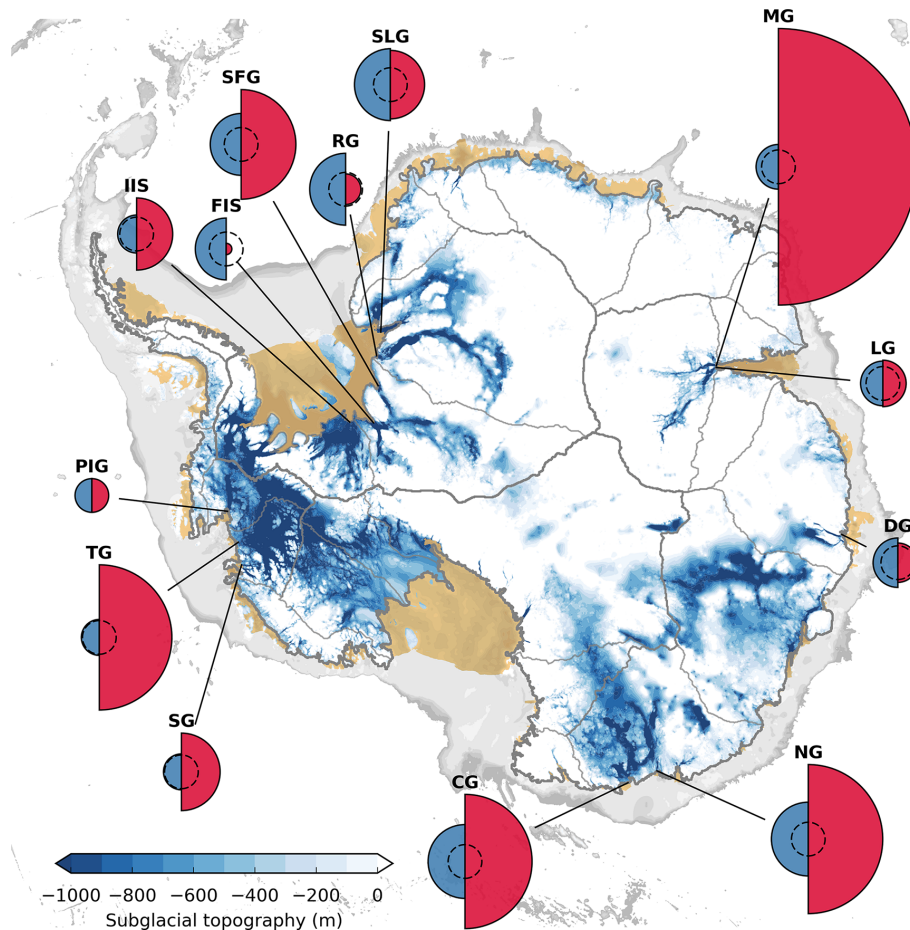 MG
SLG
SFG
RG
IIS
FIS
LG
PIG
DG
TG
SG
NG
CG
−1000 −800 −600 −400 −200 0
Subglacial topography (m)